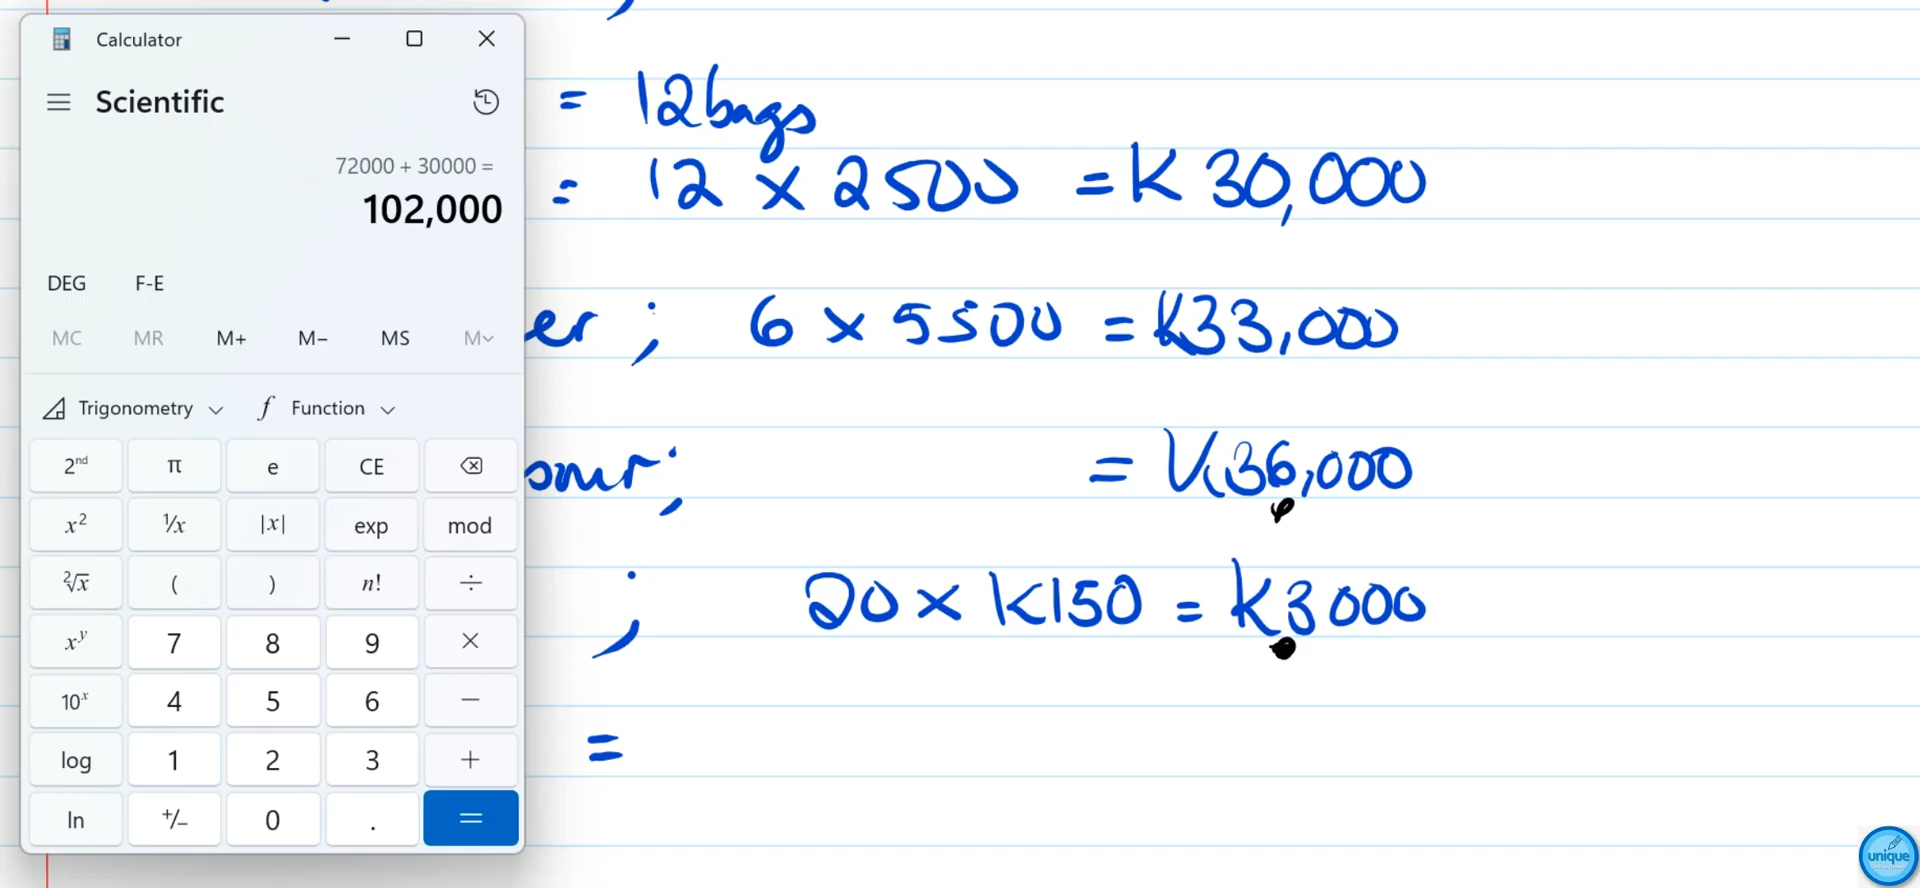 Calculator
Scientific
72000 + 30000 =
102,000
DEG F-E
MC MR M+ M− MS M
Trigonometry f Function
2nd π e CE
x² ¹/x |x| exp mod
²√x ( ) n! ÷
xʸ 7 8 9 ×
10ˣ 4 5 6 −
log 1 2 3 +
ln +/− 0 . =
= 12bags
= 12 × 2500 = K 30,000
er ; 6 × 5500 = K33,000
our; = K36,000
; 20 × K150 = K3000
=
unique